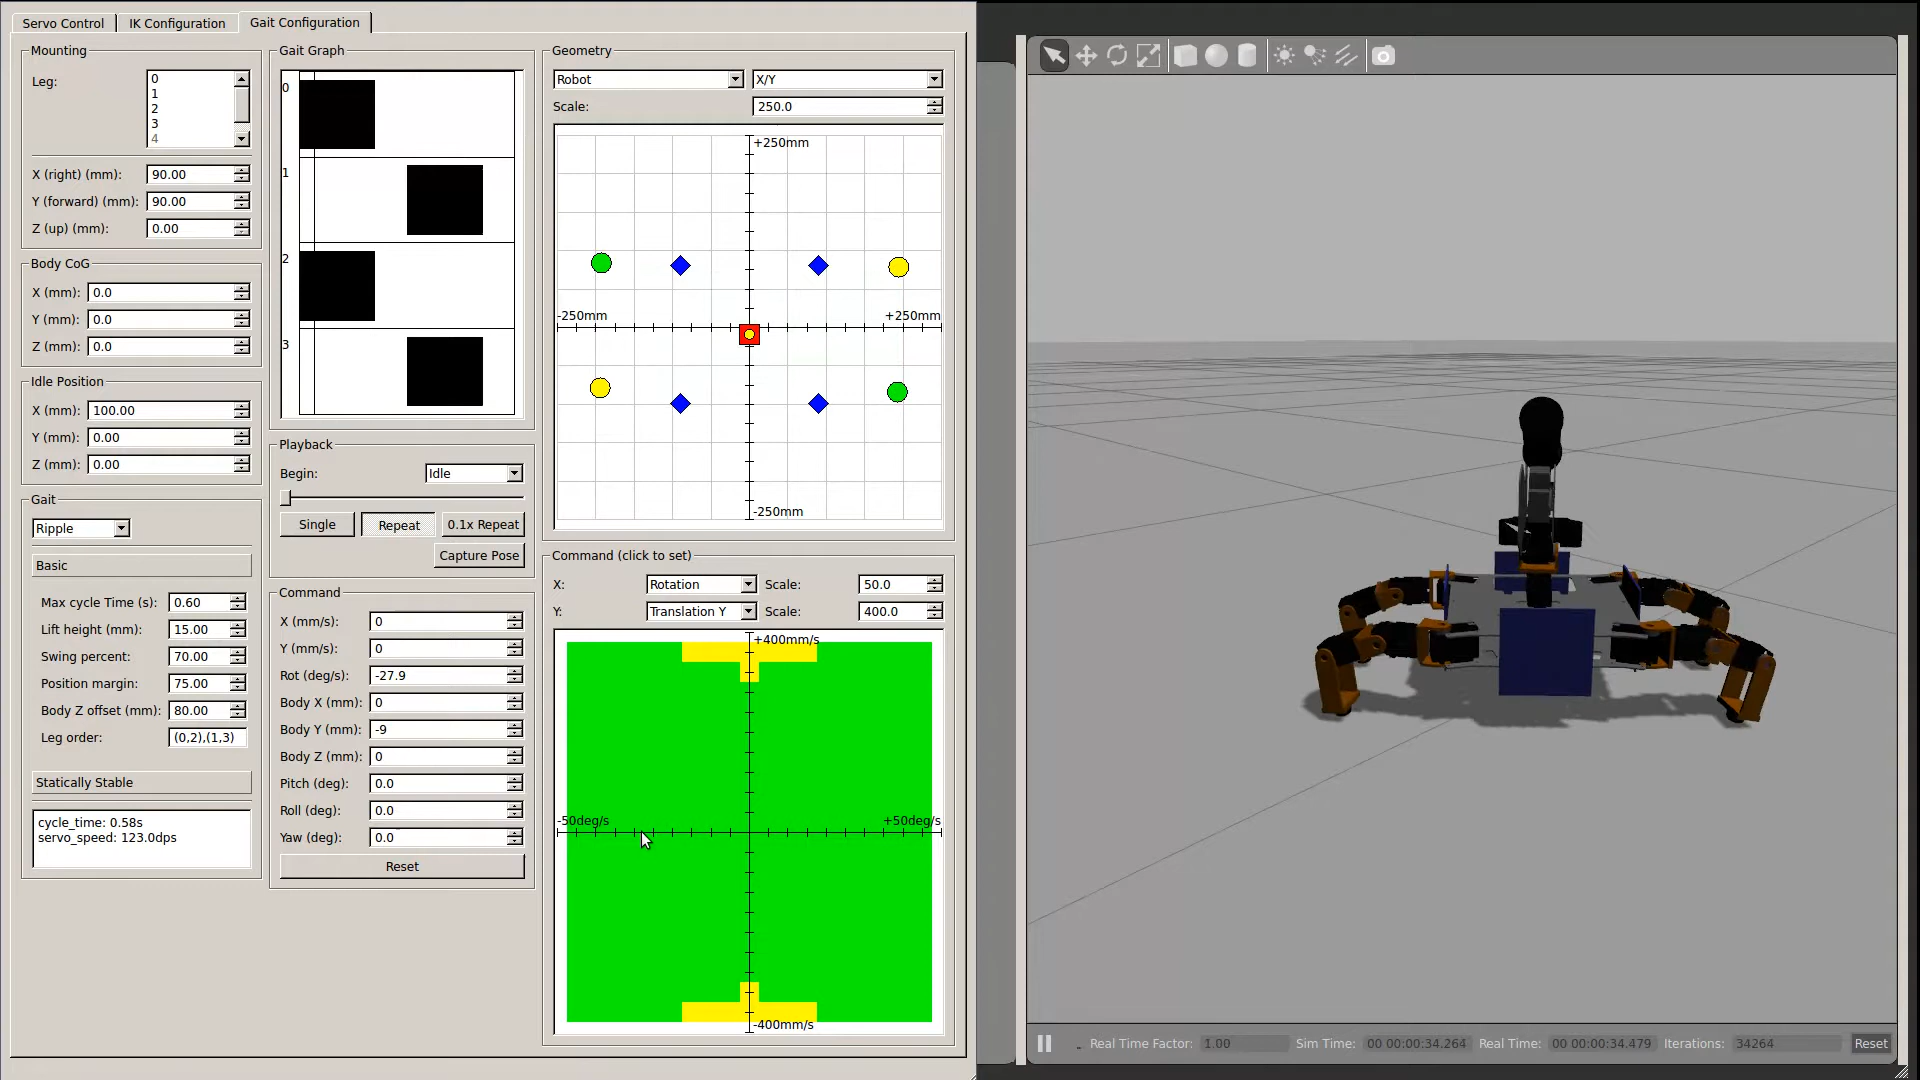 Servo Control IK Configuration Gait Configuration
Mounting
Leg:
0
1
2
3
4
X (right) (mm): 90.00
Y (forward) (mm): 90.00
Z (up) (mm): 0.00
Body CoG
X (mm): 0.0
Y (mm): 0.0
Z (mm): 0.0
Idle Position
X (mm): 100.00
Y (mm): 0.00
Z (mm): 0.00
Gait
Ripple
Basic
Max cycle Time (s): 0.60
Lift height (mm): 15.00
Swing percent: 70.00
Position margin: 75.00
Body Z offset (mm): 80.00
Leg order: (0,2),(1,3)
Statically Stable
cycle_time: 0.58s
servo_speed: 123.0dps
Gait Graph
0
1
2
3
Playback
Begin: Idle
Single Repeat 0.1x Repeat
Capture Pose
Command
X (mm/s): 0
Y (mm/s): 0
Rot (deg/s): -27.9
Body X (mm): 0
Body Y (mm): -9
Body Z (mm): 0
Pitch (deg): 0.0
Roll (deg): 0.0
Yaw (deg): 0.0
Reset
Geometry
Robot X/Y
Scale: 250.0
+250mm
-250mm +250mm
-250mm
Command (click to set)
X: Rotation Scale: 50.0
Y: Translation Y Scale: 400.0
+400mm/s
-50deg/s +50deg/s
-400mm/s
Real Time Factor: 1.00 Sim Time: 00 00:00:34.264 Real Time: 00 00:00:34.479 Iterations: 34264 Reset